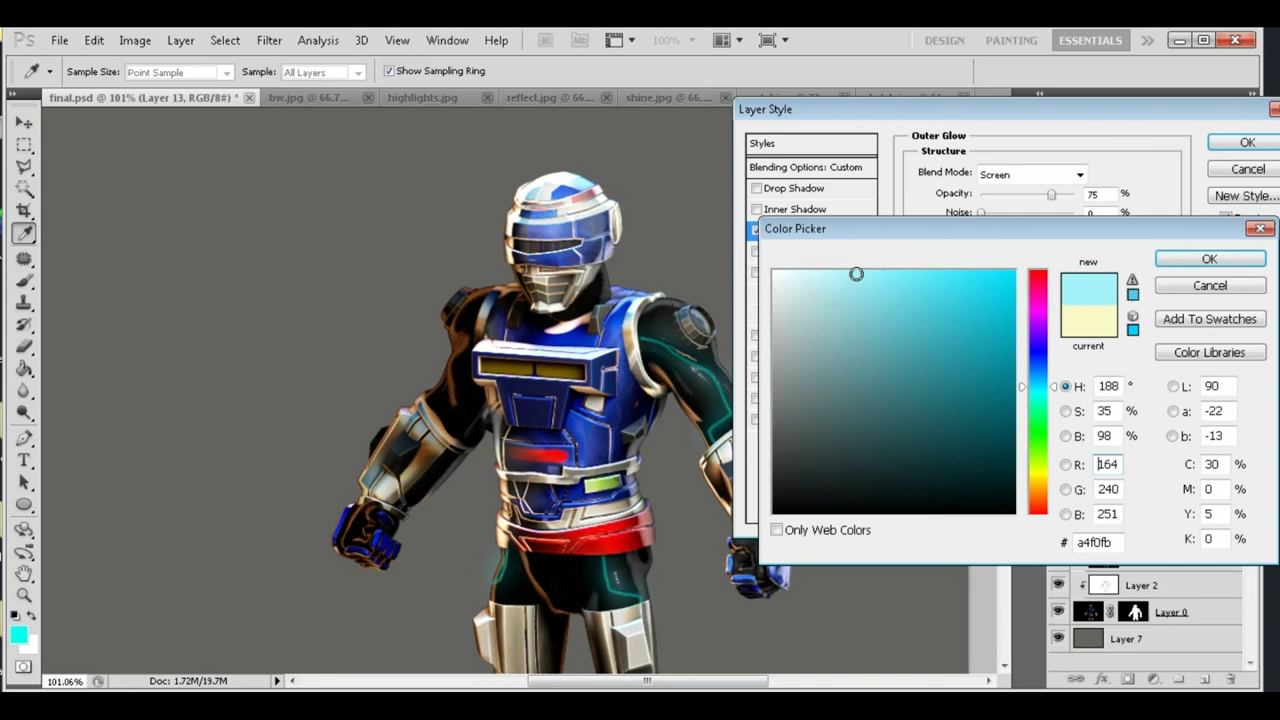 Ps File Edit Image Layer Select Filter Analysis 3D View Window Help Br Mb 100% DESIGN PAINTING ESSENTIALS
Sample Size: Point Sample Sample: All Layers Show Sampling Ring
final.psd @ 101% (Layer 13, RGB/8#) * bw.jpg @ 66.7... highlights.jpg reflect.jpg @ 66.... shine.jpg @ 66....
Layer Style
Styles
Blending Options: Custom
Drop Shadow
Inner Shadow
Outer Glow
Structure
Blend Mode: Screen
Opacity: 75 %
Noise: 0 %
OK
Cancel
New Style...
Color Picker
new
current
OK
Cancel
Add To Swatches
Color Libraries
H: 188 ° L: 90
S: 35 % a: -22
B: 98 % b: -13
R: 164 C: 30 %
G: 240 M: 0 %
B: 251 Y: 5 %
# a4f0fb K: 0 %
Only Web Colors
Layer 2
Layer 0
Layer 7
101.06% Doc: 1.72M/19.7M